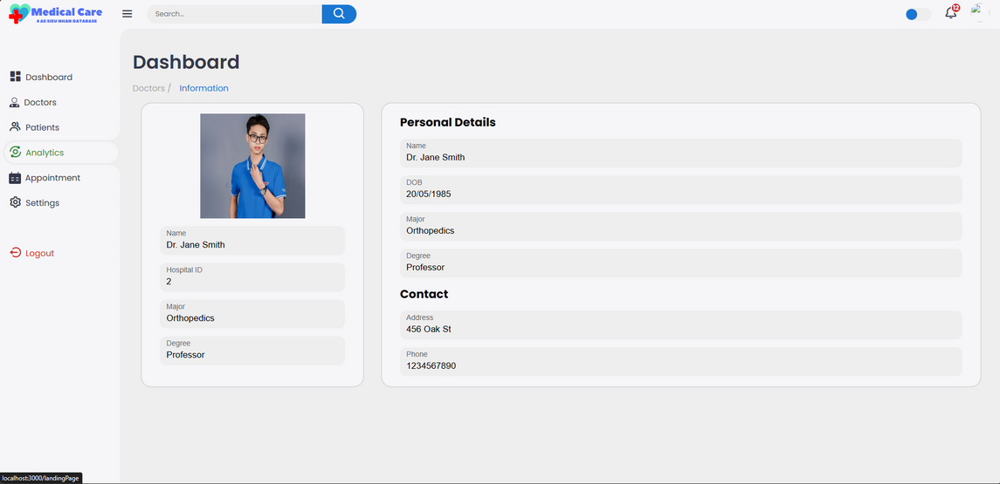 Medical Care
4 AE SIEU NHAN DATABASE
Search...
12
Dashboard
Doctors
Patients
Analytics
Appointment
Settings
Logout
Dashboard
Doctors / Information
Name
Dr. Jane Smith
Hospital ID
2
Major
Orthopedics
Degree
Professor
Personal Details
Name
Dr. Jane Smith
DOB
20/05/1985
Major
Orthopedics
Degree
Professor
Contact
Address
456 Oak St
Phone
1234567890
localhost:3000/landingPage